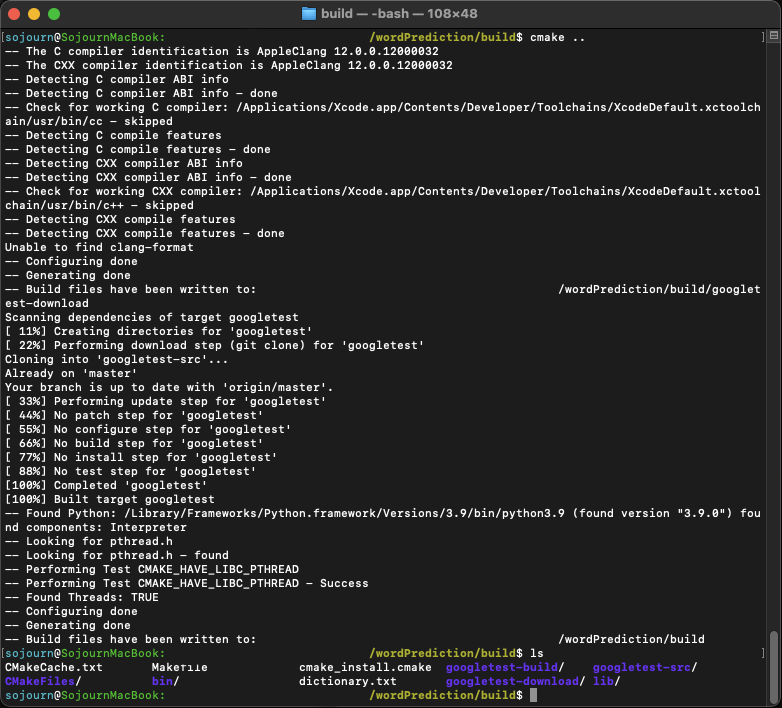 build — -bash — 108×48
[sojourn@SojournMacBook: /wordPrediction/build$ cmake .. ]
-- The C compiler identification is AppleClang 12.0.0.12000032
-- The CXX compiler identification is AppleClang 12.0.0.12000032
-- Detecting C compiler ABI info
-- Detecting C compiler ABI info - done
-- Check for working C compiler: /Applications/Xcode.app/Contents/Developer/Toolchains/XcodeDefault.xctoolch
ain/usr/bin/cc - skipped
-- Detecting C compile features
-- Detecting C compile features - done
-- Detecting CXX compiler ABI info
-- Detecting CXX compiler ABI info - done
-- Check for working CXX compiler: /Applications/Xcode.app/Contents/Developer/Toolchains/XcodeDefault.xctool
chain/usr/bin/c++ - skipped
-- Detecting CXX compile features
-- Detecting CXX compile features - done
Unable to find clang-format
-- Configuring done
-- Generating done
-- Build files have been written to: /wordPrediction/build/googlet
est-download
Scanning dependencies of target googletest
[ 11%] Creating directories for 'googletest'
[ 22%] Performing download step (git clone) for 'googletest'
Cloning into 'googletest-src'...
Already on 'master'
Your branch is up to date with 'origin/master'.
[ 33%] Performing update step for 'googletest'
[ 44%] No patch step for 'googletest'
[ 55%] No configure step for 'googletest'
[ 66%] No build step for 'googletest'
[ 77%] No install step for 'googletest'
[ 88%] No test step for 'googletest'
[100%] Completed 'googletest'
[100%] Built target googletest
-- Found Python: /Library/Frameworks/Python.framework/Versions/3.9/bin/python3.9 (found version "3.9.0") fou
nd components: Interpreter
-- Looking for pthread.h
-- Looking for pthread.h - found
-- Performing Test CMAKE_HAVE_LIBC_PTHREAD
-- Performing Test CMAKE_HAVE_LIBC_PTHREAD - Success
-- Found Threads: TRUE
-- Configuring done
-- Generating done
-- Build files have been written to: /wordPrediction/build
[sojourn@SojournMacBook: /wordPrediction/build$ ls ]
CMakeCache.txt Makefile cmake_install.cmake googletest-build/ googletest-src/
CMakeFiles/ bin/ dictionary.txt googletest-download/ lib/
sojourn@SojournMacBook: /wordPrediction/build$